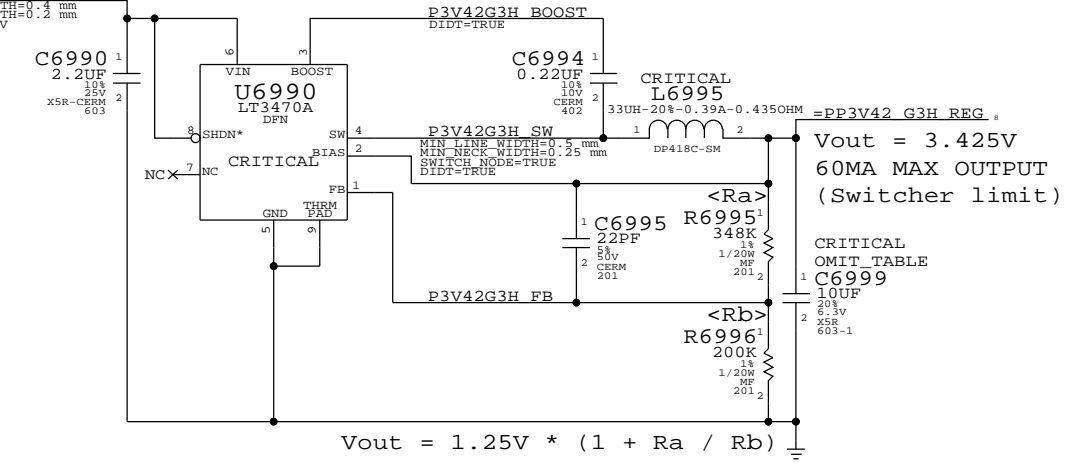 TH=0.4 mm
TH=0.2 mm
V
P3V42G3H_BOOST
DIDT=TRUE
C6990
1
2.2UF
10%
25V
X5R-CERM
603
2
6
VIN
3
BOOST
U6990
LT3470A
DFN
8
SHDN*
SW
4
P3V42G3H_SW
MIN_LINE_WIDTH=0.5 mm
MIN_NECK_WIDTH=0.25 mm
SWITCH_NODE=TRUE
DIDT=TRUE
BIAS
2
CRITICAL
NC
7
NC
FB
1
THRM
GND
PAD
5
9
C6994
1
0.22UF
10%
10V
CERM
402
2
CRITICAL
L6995
33UH-20%-0.39A-0.435OHM
1
2
DP418C-SM
=PP3V42_G3H_REG
8
Vout = 3.425V
60MA MAX OUTPUT
(Switcher limit)
<Ra>
R6995
1
348K
1%
1/20W
MF
201
2
1
C6995
22PF
5%
50V
CERM
201
2
CRITICAL
OMIT_TABLE
1
C6999
10UF
20%
6.3V
X5R
603-1
2
P3V42G3H_FB
<Rb>
R6996
1
200K
1%
1/20W
MF
201
2
Vout = 1.25V * (1 + Ra / Rb)